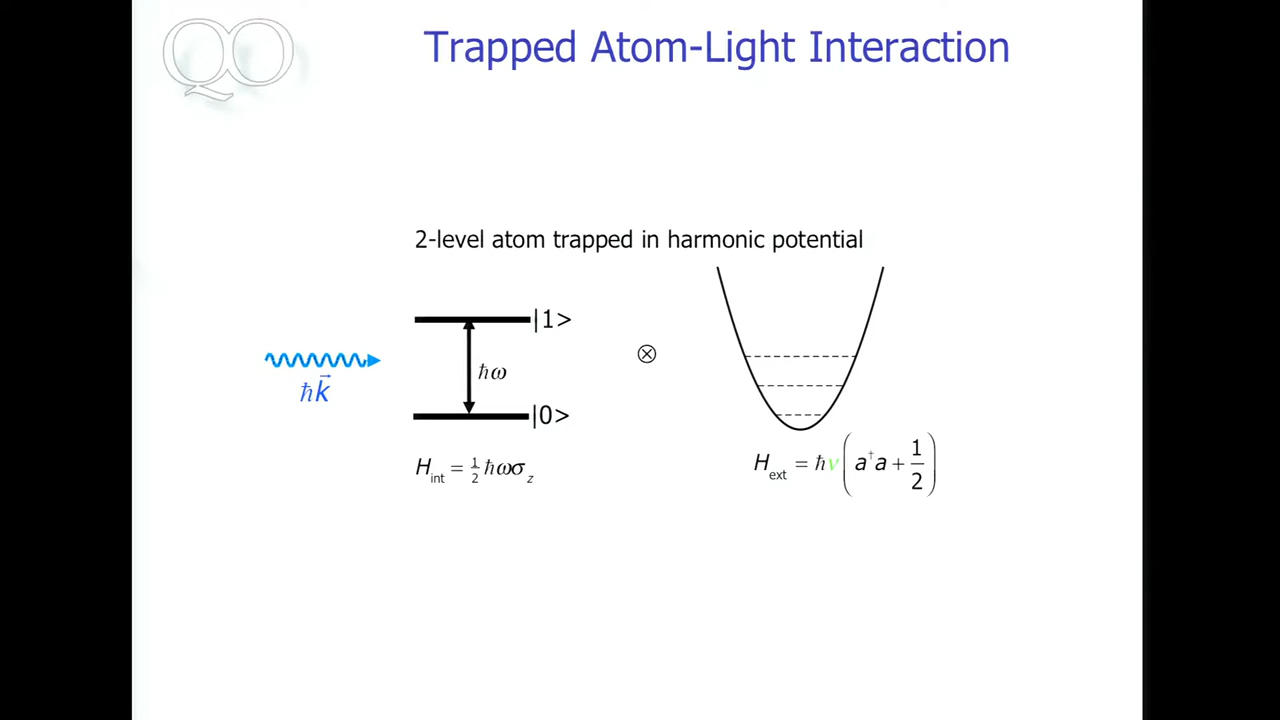 QO
Trapped Atom-Light Interaction
2-level atom trapped in harmonic potential
|1>
⊗
ħk⃗
ħω
|0>
H_int = ½ ħωσ_z
H_ext = ħν(a†a + 1/2)